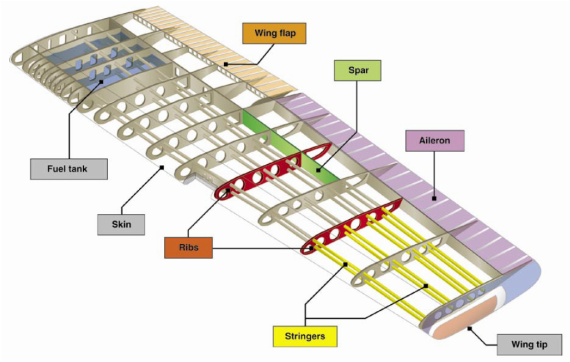 Wing flap
Spar
Aileron
Fuel tank
Skin
Ribs
Stringers
Wing tip